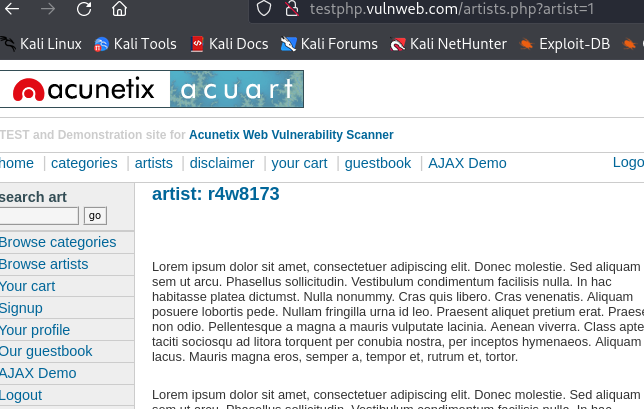 testphp.vulnweb.com/artists.php?artist=1
Kali Linux Kali Tools Kali Docs Kali Forums Kali NetHunter Exploit-DB
acunetix acuart
TEST and Demonstration site for Acunetix Web Vulnerability Scanner
home | categories | artists | disclaimer | your cart | guestbook | AJAX Demo Logo
search art
go
Browse categories
Browse artists
Your cart
Signup
Your profile
Our guestbook
AJAX Demo
Logout
artist: r4w8173
Lorem ipsum dolor sit amet, consectetuer adipiscing elit. Donec molestie. Sed aliquam
sem ut arcu. Phasellus sollicitudin. Vestibulum condimentum facilisis nulla. In hac
habitasse platea dictumst. Nulla nonummy. Cras quis libero. Cras venenatis. Aliquam
posuere lobortis pede. Nullam fringilla urna id leo. Praesent aliquet pretium erat. Praese
non odio. Pellentesque a magna a mauris vulputate lacinia. Aenean viverra. Class apte
taciti sociosqu ad litora torquent per conubia nostra, per inceptos hymenaeos. Aliquam
lacus. Mauris magna eros, semper a, tempor et, rutrum et, tortor.
Lorem ipsum dolor sit amet, consectetuer adipiscing elit. Donec molestie. Sed aliquam
sem ut arcu. Phasellus sollicitudin. Vestibulum condimentum facilisis nulla. In hac